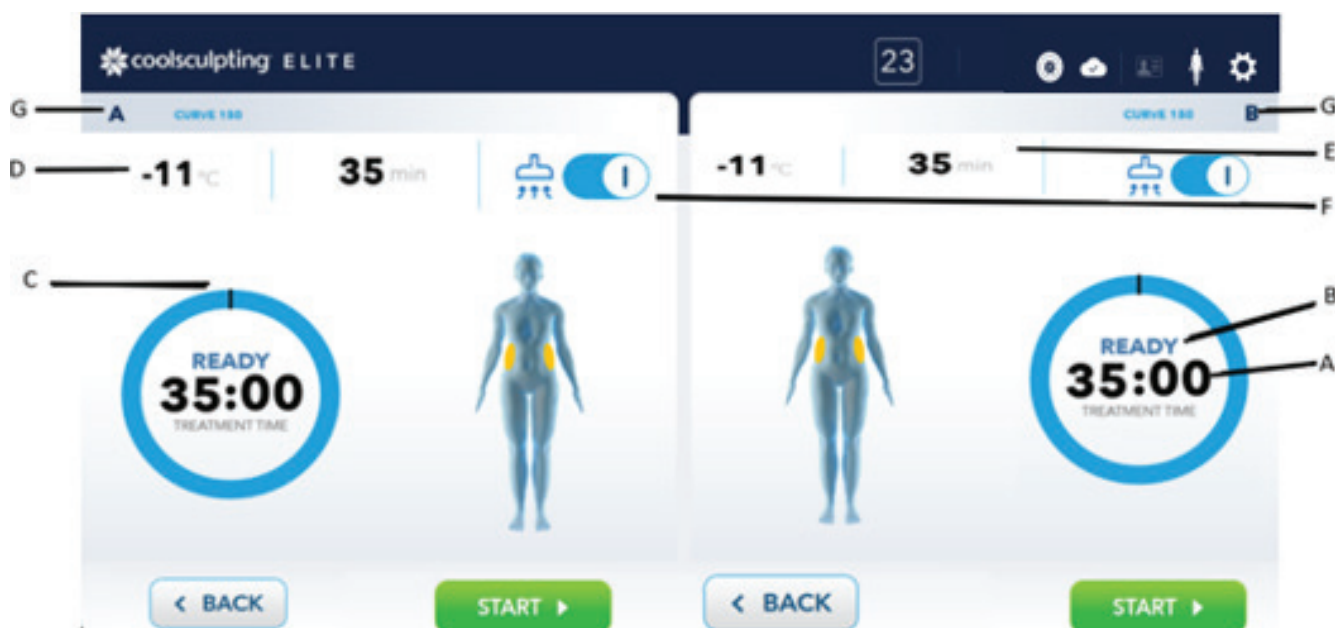 coolsculpting ELITE
23
G
A
CURVE 150
CURVE 150
B
G
D
-11 °C
35 min
-11 °C
35 min
E
F
C
READY
35:00
TREATMENT TIME
READY
35:00
TREATMENT TIME
B
A
< BACK
START
< BACK
START